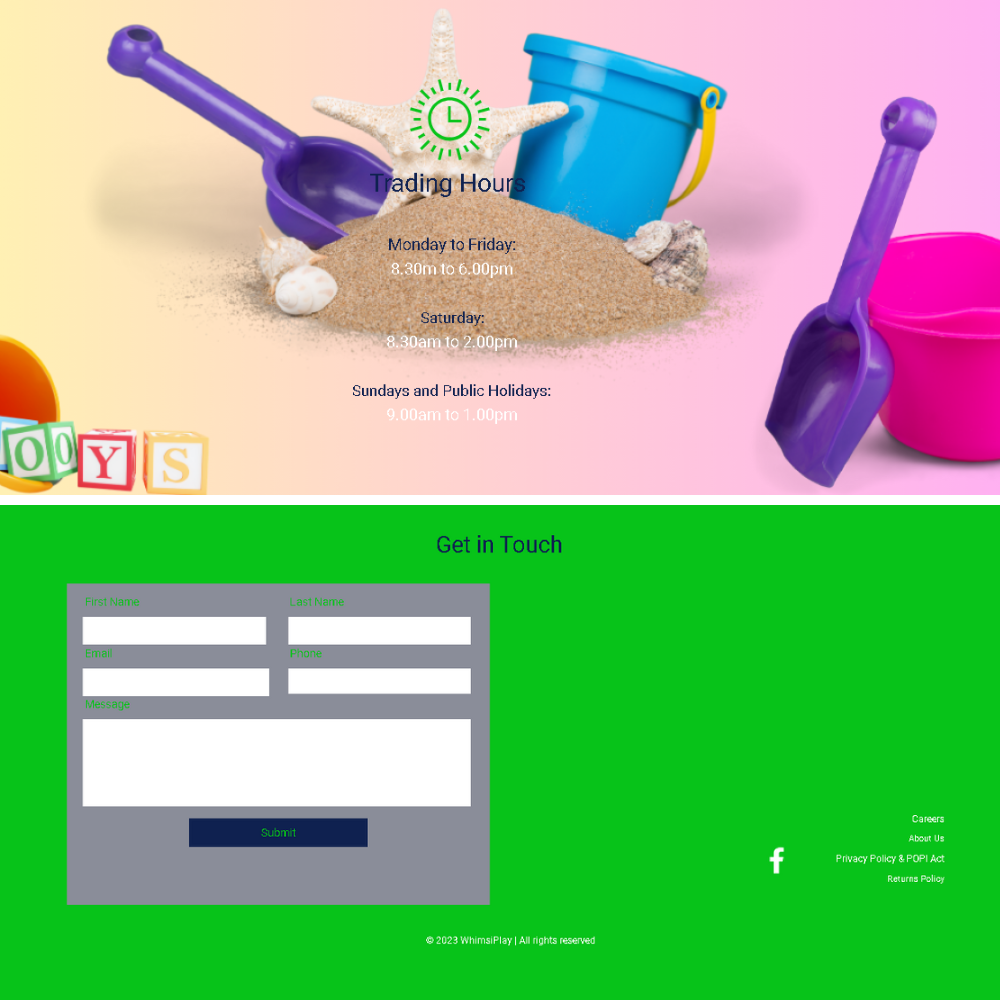 Trading Hours
Monday to Friday:
8.30m to 6.00pm
Saturday:
8.30am to 2.00pm
Sundays and Public Holidays:
9.00am to 1.00pm
O O Y S
Get in Touch
First Name
Last Name
Email
Phone
Message
Submit
Careers
About Us
Privacy Policy & POPI Act
Returns Policy
© 2023 WhimsiPlay | All rights reserved